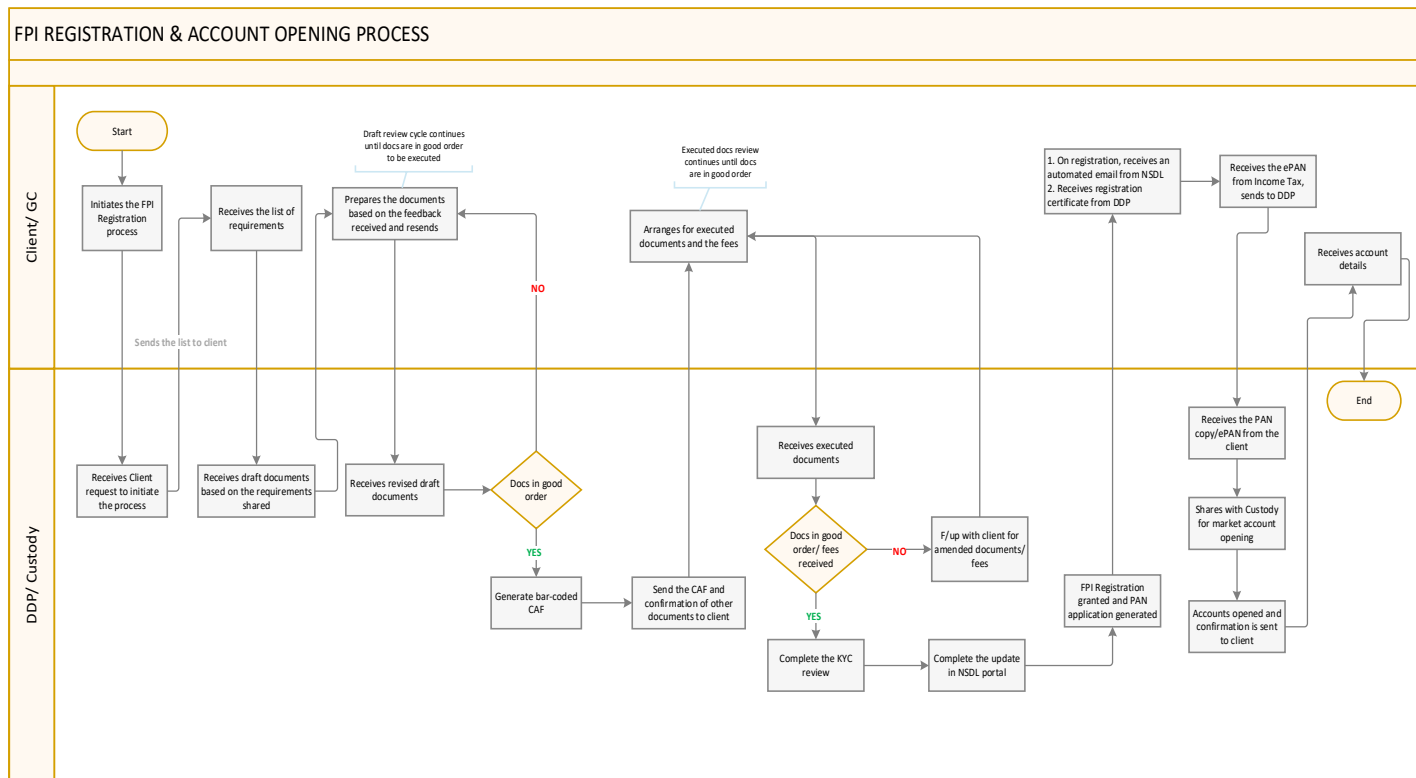 FPI REGISTRATION & ACCOUNT OPENING PROCESS
Client/ GC
Start
Initiates the FPI
Registration
process
Receives the list of
requirements
Draft review cycle continues
until docs are in good order
to be executed
Prepares the documents
based on the feedback
received and resends
NO
Sends the list to client
Executed docs review
continues until docs
are in good order
Arranges for executed
documents and the fees
1. On registration, receives an
automated email from NSDL
2. Receives registration
certificate from DDP
Receives the ePAN
from Income Tax,
sends to DDP
Receives account
details
DDP/ Custody
Receives Client
request to initiate
the process
Receives draft documents
based on the requirements
shared
Receives revised draft
documents
Docs in good
order
YES
Generate bar-coded
CAF
Send the CAF and
confirmation of other
documents to client
Receives executed
documents
Docs in good
order/ fees
received
NO
F/up with client for
amended documents/
fees
YES
Complete the KYC
review
Complete the update
in NSDL portal
FPI Registration
granted and PAN
application generated
Receives the PAN
copy/ePAN from the
client
Shares with Custody
for market account
opening
Accounts opened and
confirmation is sent
to client
End